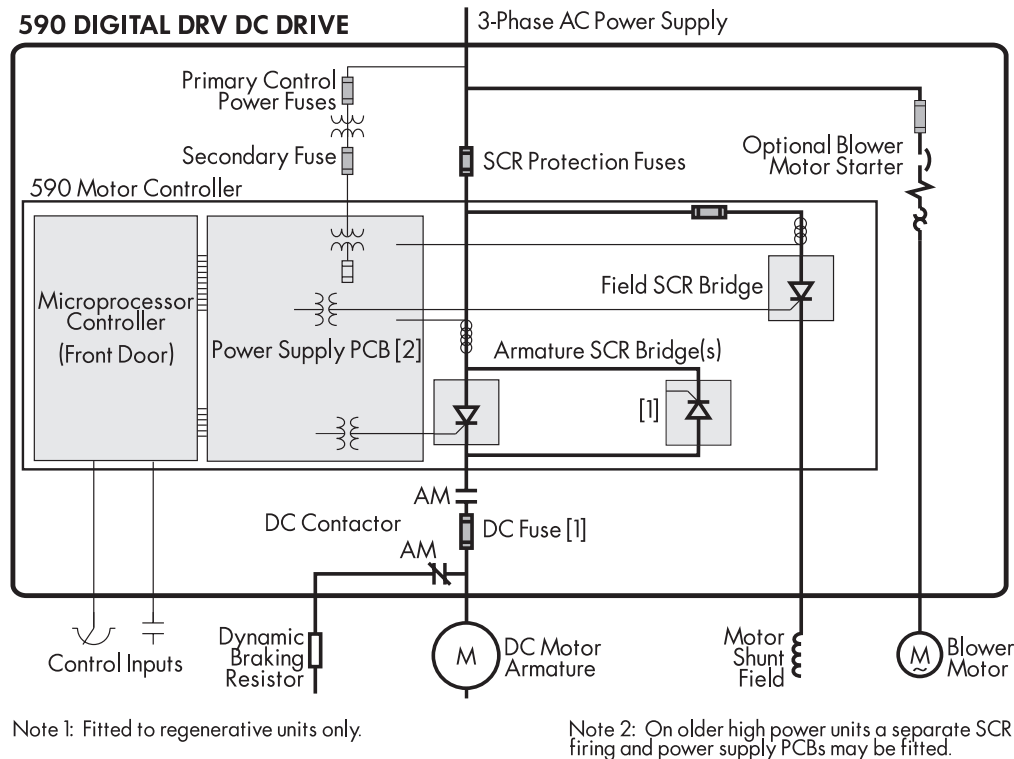 590 DIGITAL DRV DC DRIVE
3-Phase AC Power Supply
Primary Control
Power Fuses
Secondary Fuse
SCR Protection Fuses
Optional Blower
Motor Starter
590 Motor Controller
Field SCR Bridge
Microprocessor
Controller
(Front Door)
Power Supply PCB [2]
Armature SCR Bridge(s)
[1]
AM
DC Contactor
DC Fuse [1]
AM
Control Inputs
Dynamic
Braking
Resistor
M
DC Motor
Armature
Motor
Shunt
Field
M
~
Blower
Motor
Note 1: Fitted to regenerative units only.
Note 2: On older high power units a separate SCR
firing and power supply PCBs may be fitted.